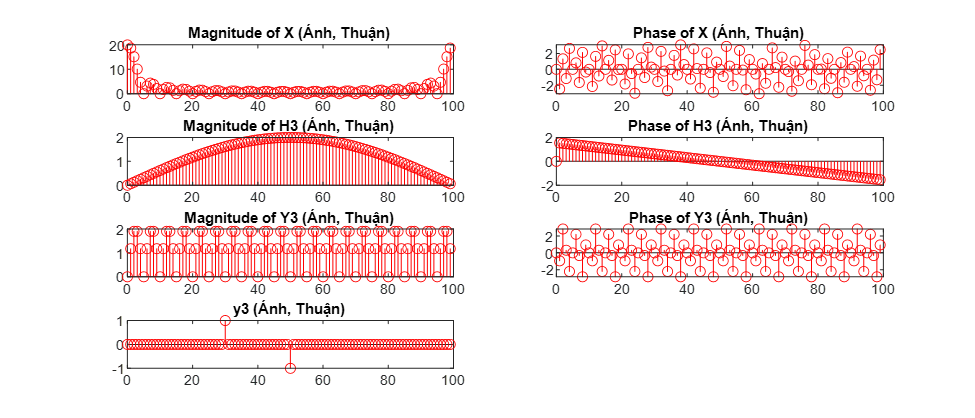 Magnitude of X (Ánh, Thuận)
20
10
0
0 20 40 60 80 100
Phase of X (Ánh, Thuận)
2
0
-2
0 20 40 60 80 100
Magnitude of H3 (Ánh, Thuận)
2
1
0
0 20 40 60 80 100
Phase of H3 (Ánh, Thuận)
2
0
-2
0 20 40 60 80 100
Magnitude of Y3 (Ánh, Thuận)
2
1
0
0 20 40 60 80 100
Phase of Y3 (Ánh, Thuận)
2
0
-2
0 20 40 60 80 100
y3 (Ánh, Thuận)
1
0
-1
0 20 40 60 80 100